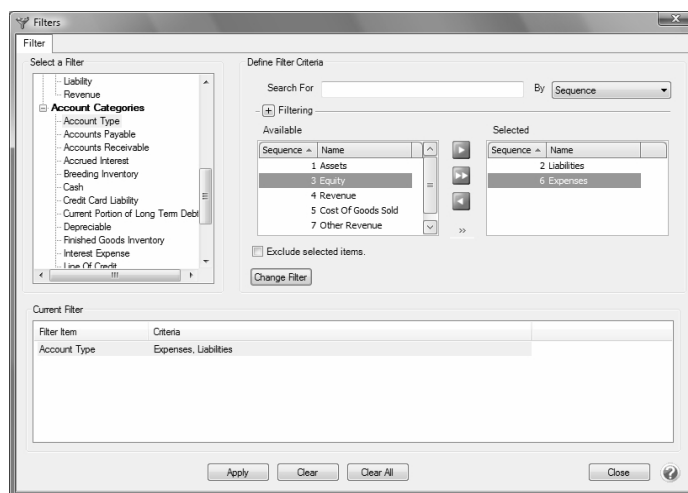 Filters
Filter
Select a Filter
Liability
Revenue
Account Categories
Account Type
Accounts Payable
Accounts Receivable
Accrued Interest
Breeding Inventory
Cash
Credit Card Liability
Current Portion of Long Term Debt
Depreciable
Finished Goods Inventory
Interest Expense
Line Of Credit
Define Filter Criteria
Search For By Sequence
Filtering
Available Selected
Sequence Name Sequence Name
1 Assets 2 Liabilities
3 Equity 6 Expenses
4 Revenue
5 Cost Of Goods Sold
7 Other Revenue
Exclude selected items.
Change Filter
Current Filter
Filter Item Criteria
Account Type Expenses, Liabilities
Apply Clear Clear All Close